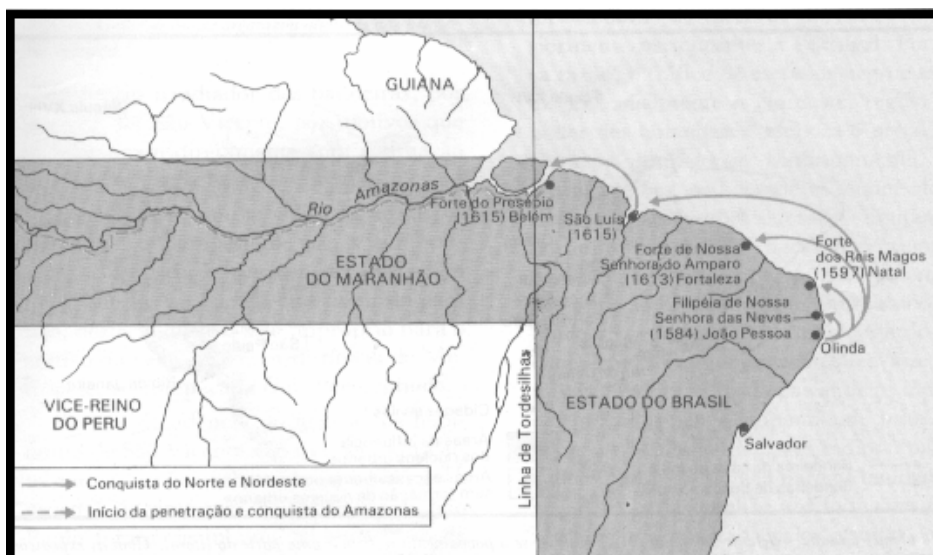 GUIANA
Rio Amazonas
Forte do Presépio
(1615) Belém
São Luís
(1615)
ESTADO
DO MARANHÃO
Forte de Nossa
Senhora do Amparo
(1613) Fortaleza
Forte
dos Reis Magos
(1597) Natal
Filipéia de Nossa
Senhora das Neves
(1584) João Pessoa
Olinda
VICE-REINO
DO PERU
Linha de Tordesilhas
ESTADO DO BRASIL
Salvador
Conquista do Norte e Nordeste
Início da penetração e conquista do Amazonas